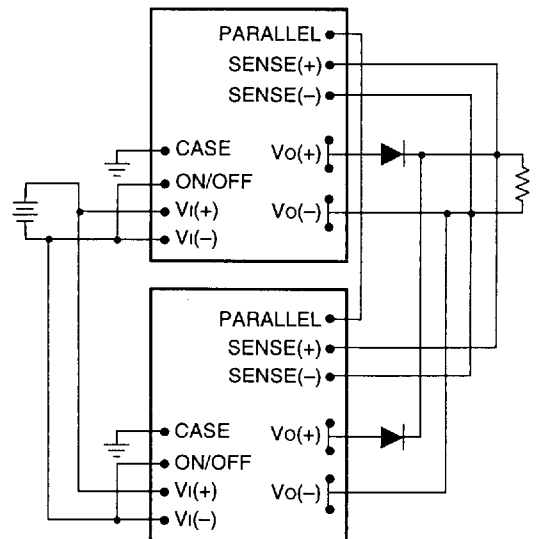 PARALLEL
SENSE(+)
SENSE(–)
CASE
VO(+)
ON/OFF
VI(+)
VO(–)
VI(–)
PARALLEL
SENSE(+)
SENSE(–)
CASE
VO(+)
ON/OFF
VI(+)
VO(–)
VI(–)